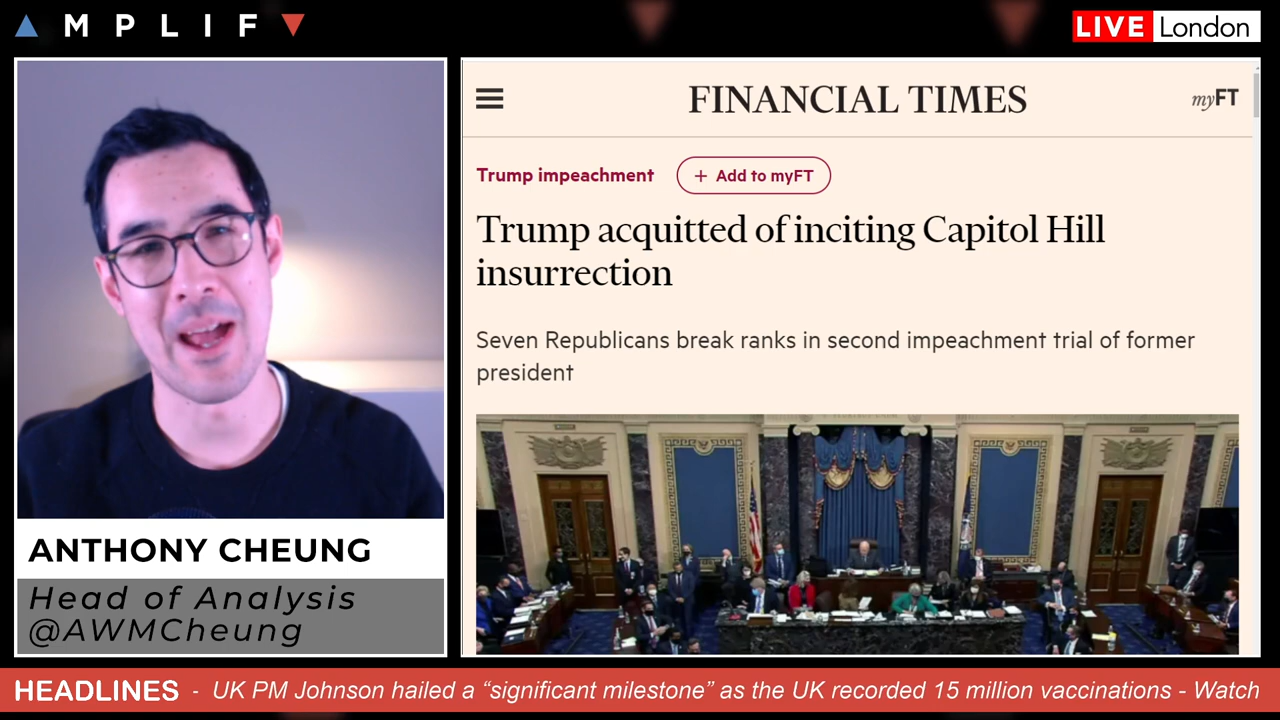 AMPLIFY
LIVE London
FINANCIAL TIMES
myFT
Trump impeachment
+ Add to myFT
Trump acquitted of inciting Capitol Hill
insurrection
Seven Republicans break ranks in second impeachment trial of former
president
ANTHONY CHEUNG
Head of Analysis
@AWMCheung
HEADLINES - UK PM Johnson hailed a “significant milestone” as the UK recorded 15 million vaccinations - Watch